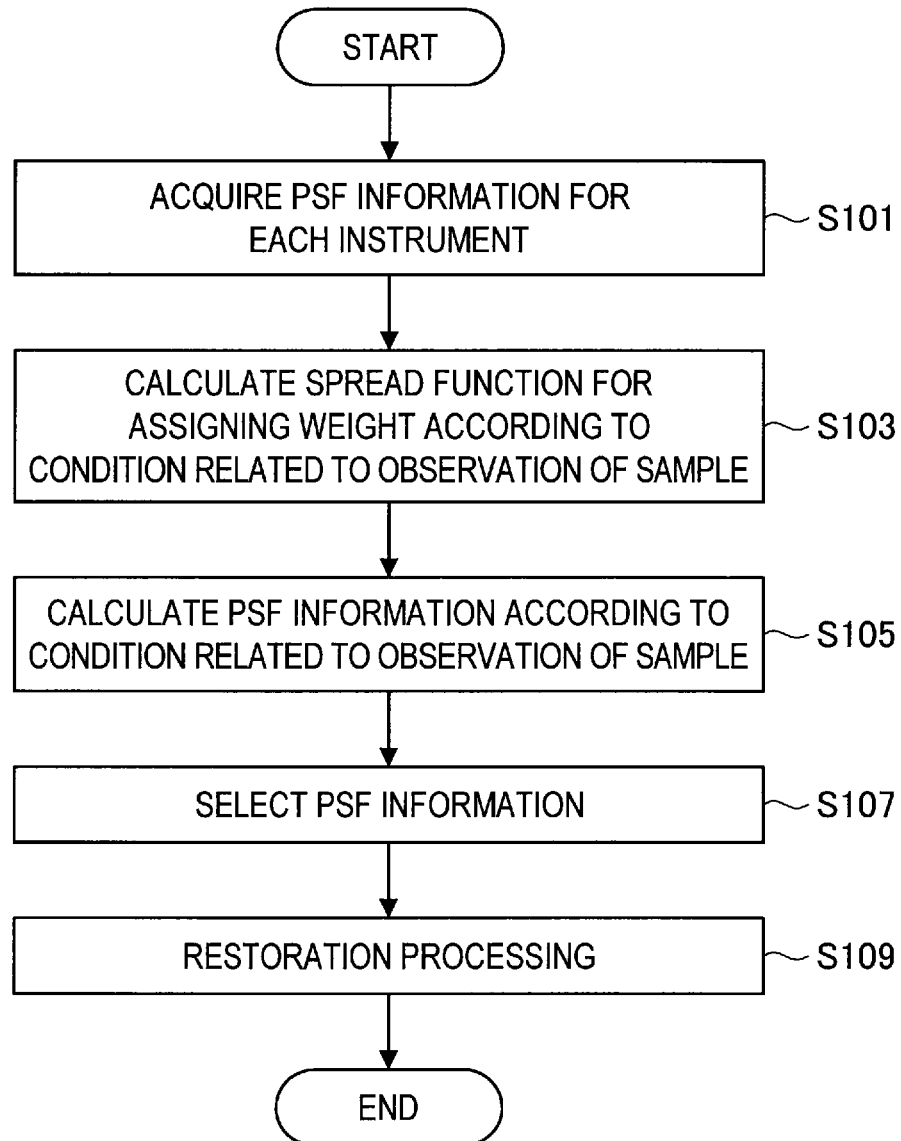 START
ACQUIRE PSF INFORMATION FOR
EACH INSTRUMENT
S101
CALCULATE SPREAD FUNCTION FOR
ASSIGNING WEIGHT ACCORDING TO
CONDITION RELATED TO OBSERVATION OF SAMPLE
S103
CALCULATE PSF INFORMATION ACCORDING TO
CONDITION RELATED TO OBSERVATION OF SAMPLE
S105
SELECT PSF INFORMATION
S107
RESTORATION PROCESSING
S109
END